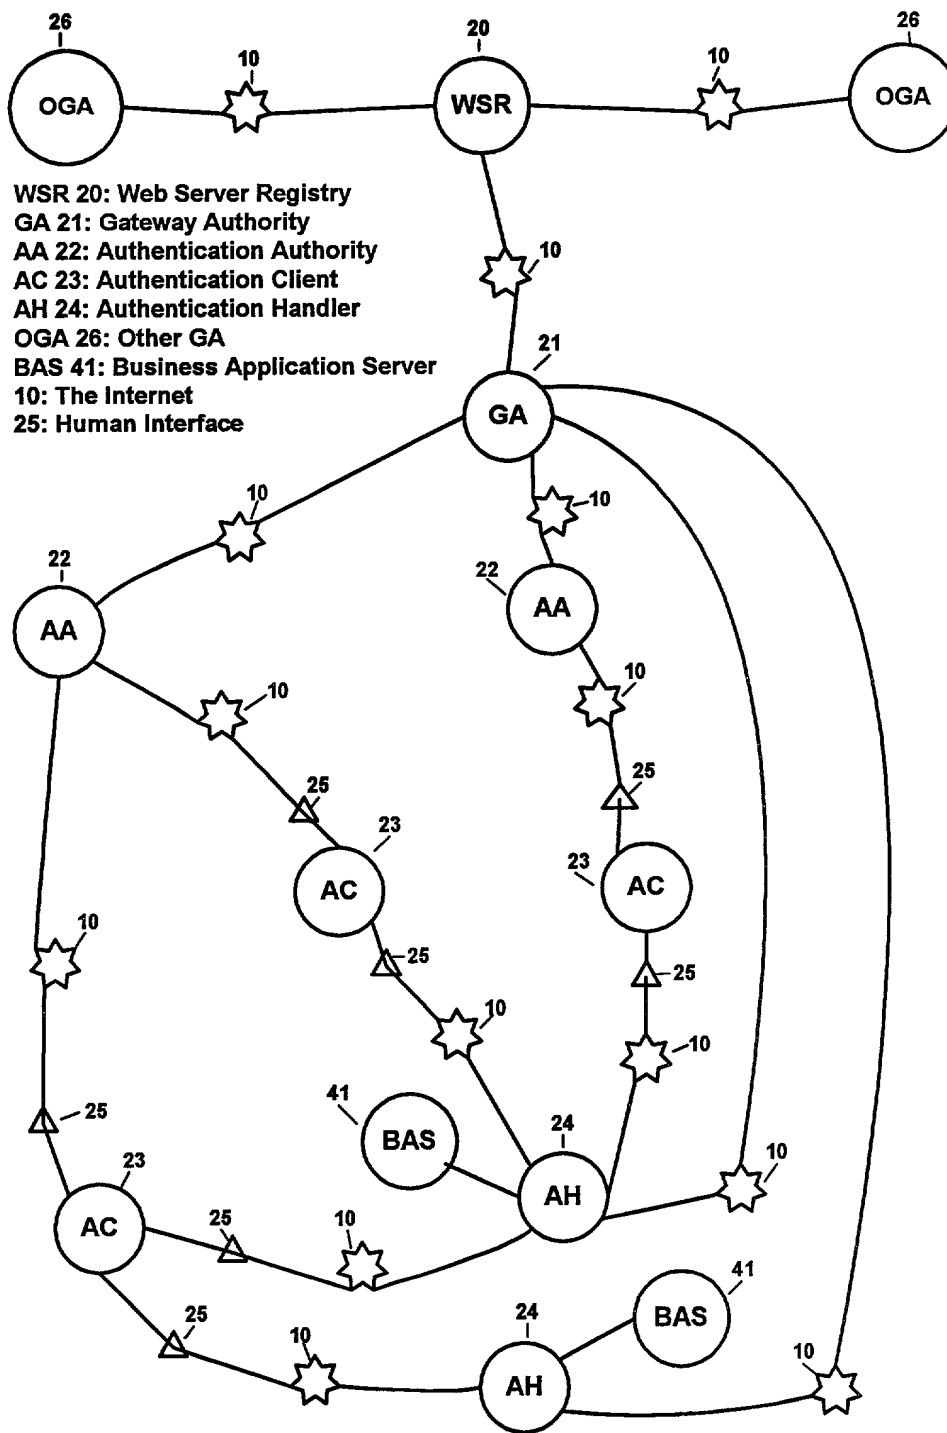 26
20
26
10
10
OGA
WSR
OGA
WSR 20: Web Server Registry
GA 21: Gateway Authority
AA 22: Authentication Authority
AC 23: Authentication Client
AH 24: Authentication Handler
OGA 26: Other GA
BAS 41: Business Application Server
10: The Internet
25: Human Interface
10
21
GA
10
10
22
22
AA
AA
10
10
25
25
23
23
AC
AC
10
25
25
10
10
25
41
24
BAS
23
10
AH
AC
25
10
41
25
24
BAS
10
10
AH